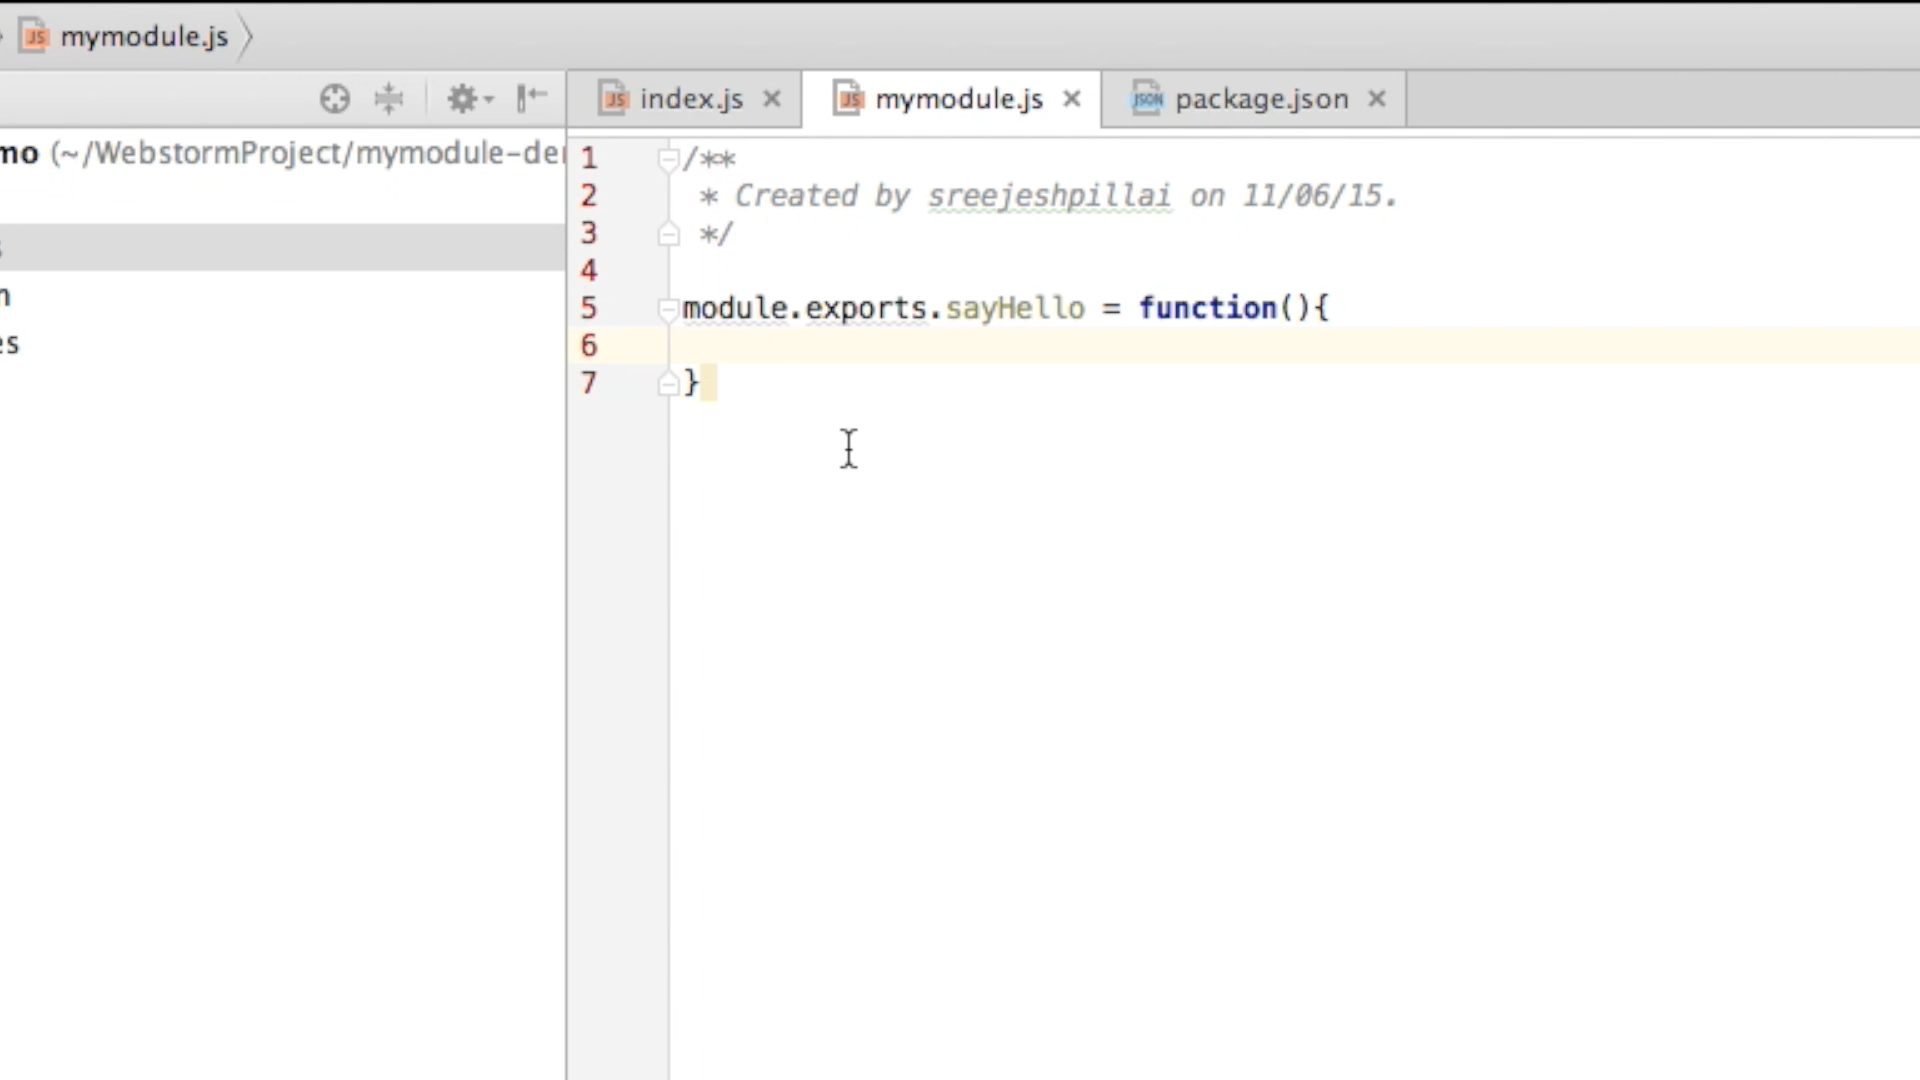 mymodule.js
index.js
mymodule.js
package.json
mo (~/WebstormProject/mymodule-de
es
1 /**
2 * Created by sreejeshpillai on 11/06/15.
3 */
4
5 module.exports.sayHello = function(){
6
7 }